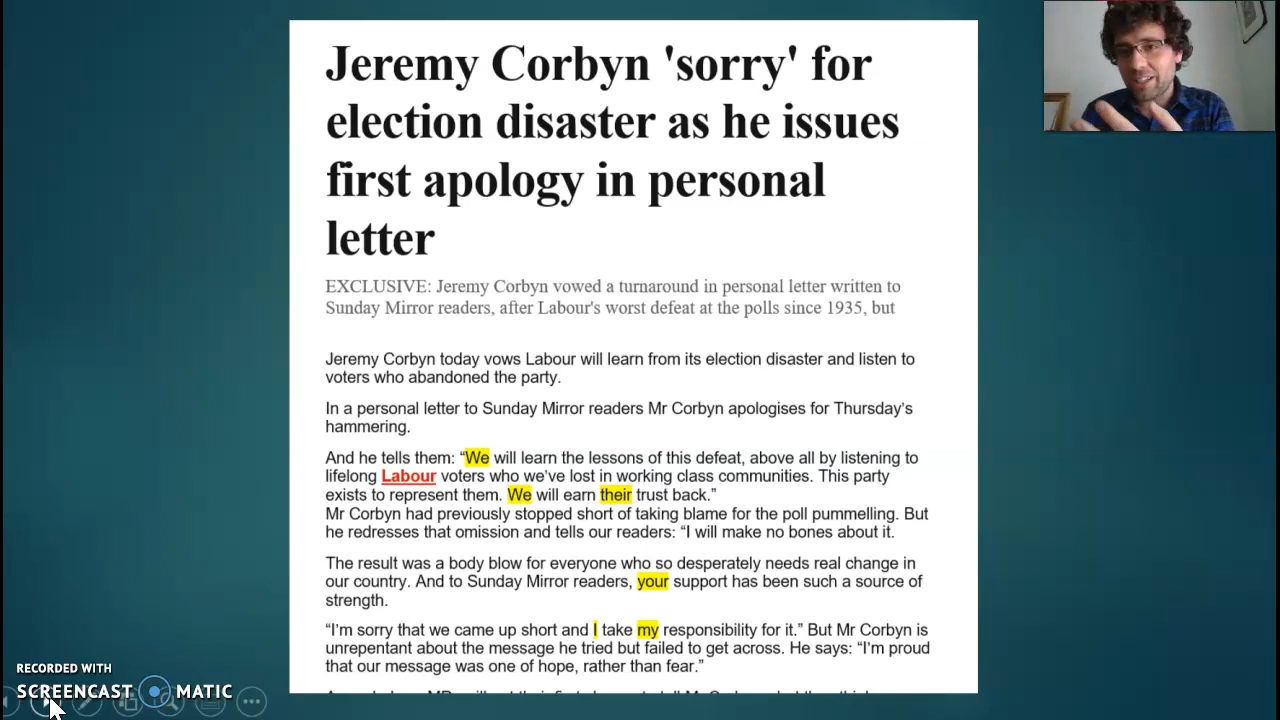 Jeremy Corbyn 'sorry' for
election disaster as he issues
first apology in personal
letter
EXCLUSIVE: Jeremy Corbyn vowed a turnaround in personal letter written to
Sunday Mirror readers, after Labour's worst defeat at the polls since 1935, but
Jeremy Corbyn today vows Labour will learn from its election disaster and listen to
voters who abandoned the party.
In a personal letter to Sunday Mirror readers Mr Corbyn apologises for Thursday's
hammering.
And he tells them: “We will learn the lessons of this defeat, above all by listening to
lifelong Labour voters who we’ve lost in working class communities. This party
exists to represent them. We will earn their trust back.”
Mr Corbyn had previously stopped short of taking blame for the poll pummelling. But
he redresses that omission and tells our readers: “I will make no bones about it.
The result was a body blow for everyone who so desperately needs real change in
our country. And to Sunday Mirror readers, your support has been such a source of
strength.
“I’m sorry that we came up short and I take my responsibility for it.” But Mr Corbyn is
unrepentant about the message he tried but failed to get across. He says: “I’m proud
that our message was one of hope, rather than fear.”
RECORDED WITH
SCREENCAST MATIC